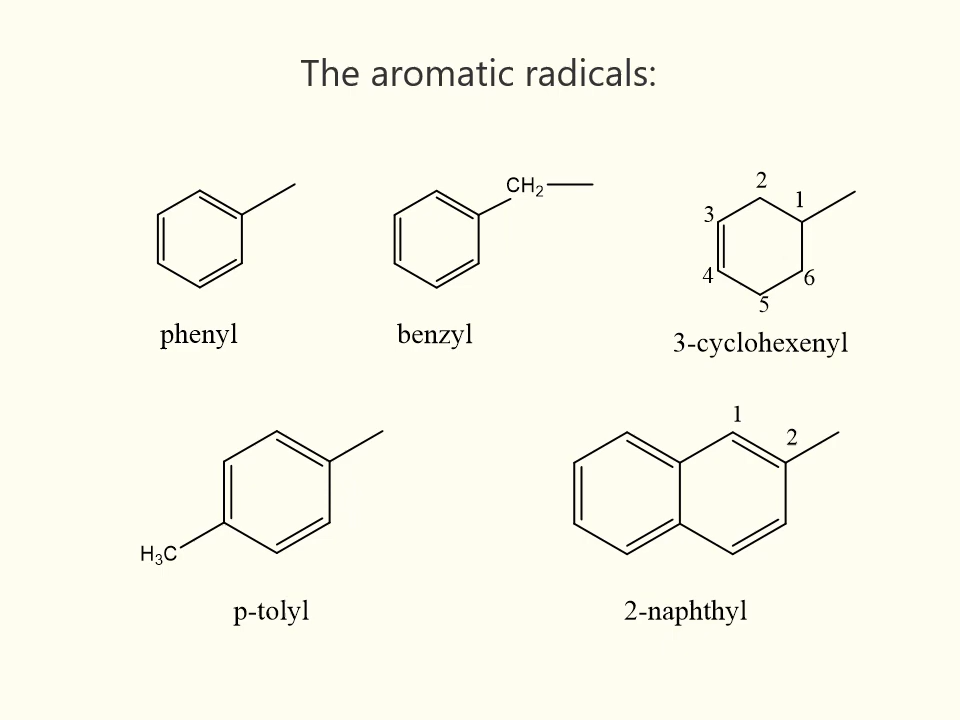 The aromatic radicals:
CH₂
phenyl
benzyl
2
1
3
4
6
5
3-cyclohexenyl
H₃C
p-tolyl
1
2
2-naphthyl